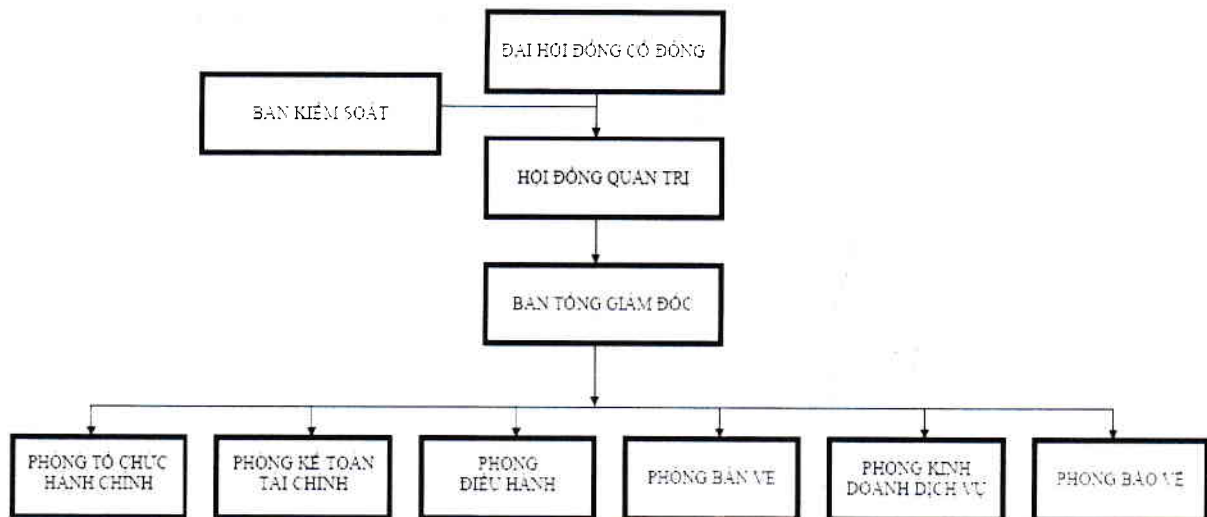 ĐẠI HỘI ĐỒNG CỔ ĐÔNG
BAN KIỂM SOÁT
HỘI ĐỒNG QUẢN TRỊ
BAN TỔNG GIÁM ĐỐC
PHÒNG TỔ CHỨC
HÀNH CHÍNH
PHÒNG KẾ TOÁN
TÀI CHÍNH
PHÒNG
ĐIỀU HÀNH
PHÒNG BÁN VÉ
PHÒNG KINH
DOANH DỊCH VỤ
PHÒNG BẢO VỆ